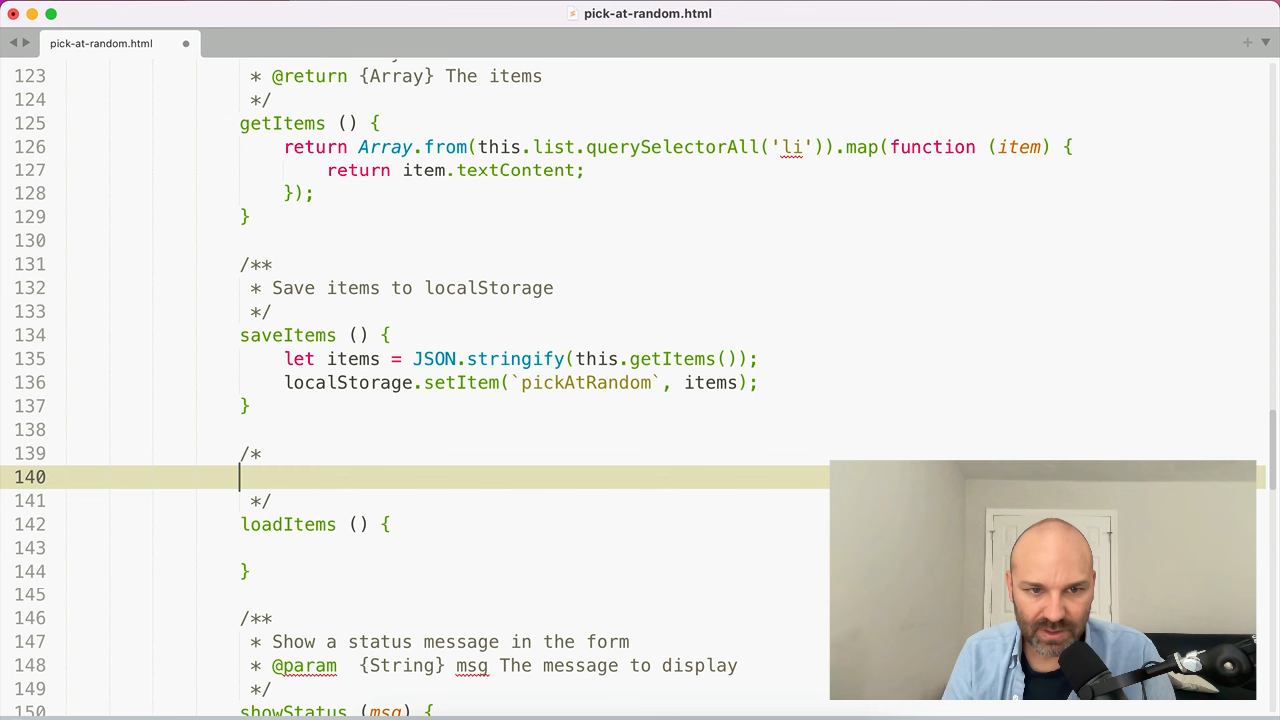 pick-at-random.html
pick-at-random.html
123 * @return {Array} The items
124 */
125 getItems () {
126 return Array.from(this.list.querySelectorAll('li')).map(function (item) {
127 return item.textContent;
128 });
129 }
130
131 /**
132 * Save items to localStorage
133 */
134 saveItems () {
135 let items = JSON.stringify(this.getItems());
136 localStorage.setItem(`pickAtRandom`, items);
137 }
138
139 /*
140
141 */
142 loadItems () {
143
144 }
145
146 /**
147 * Show a status message in the form
148 * @param {String} msg The message to display
149 */
150 showStatus (msg) {